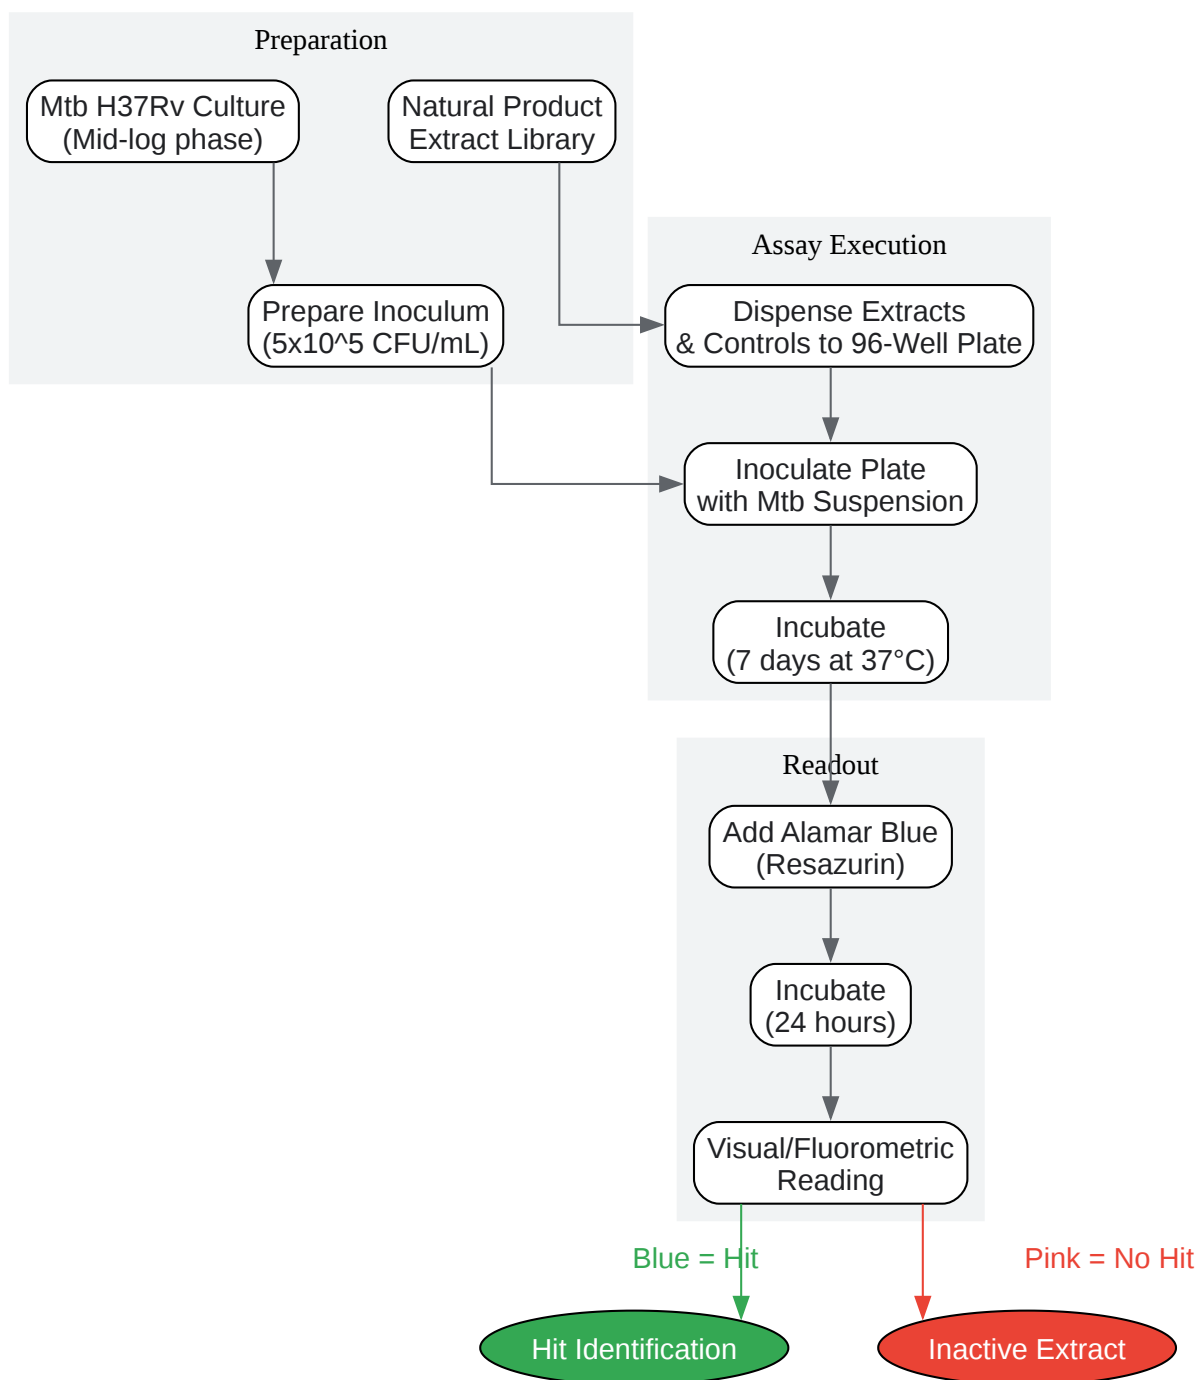 Preparation
Mtb H37Rv Culture
(Mid-log phase)
Natural Product
Extract Library
Prepare Inoculum
(5x10^5 CFU/mL)
Assay Execution
Dispense Extracts
& Controls to 96-Well Plate
Inoculate Plate
with Mtb Suspension
Incubate
(7 days at 37°C)
Readout
Add Alamar Blue
(Resazurin)
Incubate
(24 hours)
Visual/Fluorometric
Reading
Blue = Hit
Pink = No Hit
Hit Identification
Inactive Extract